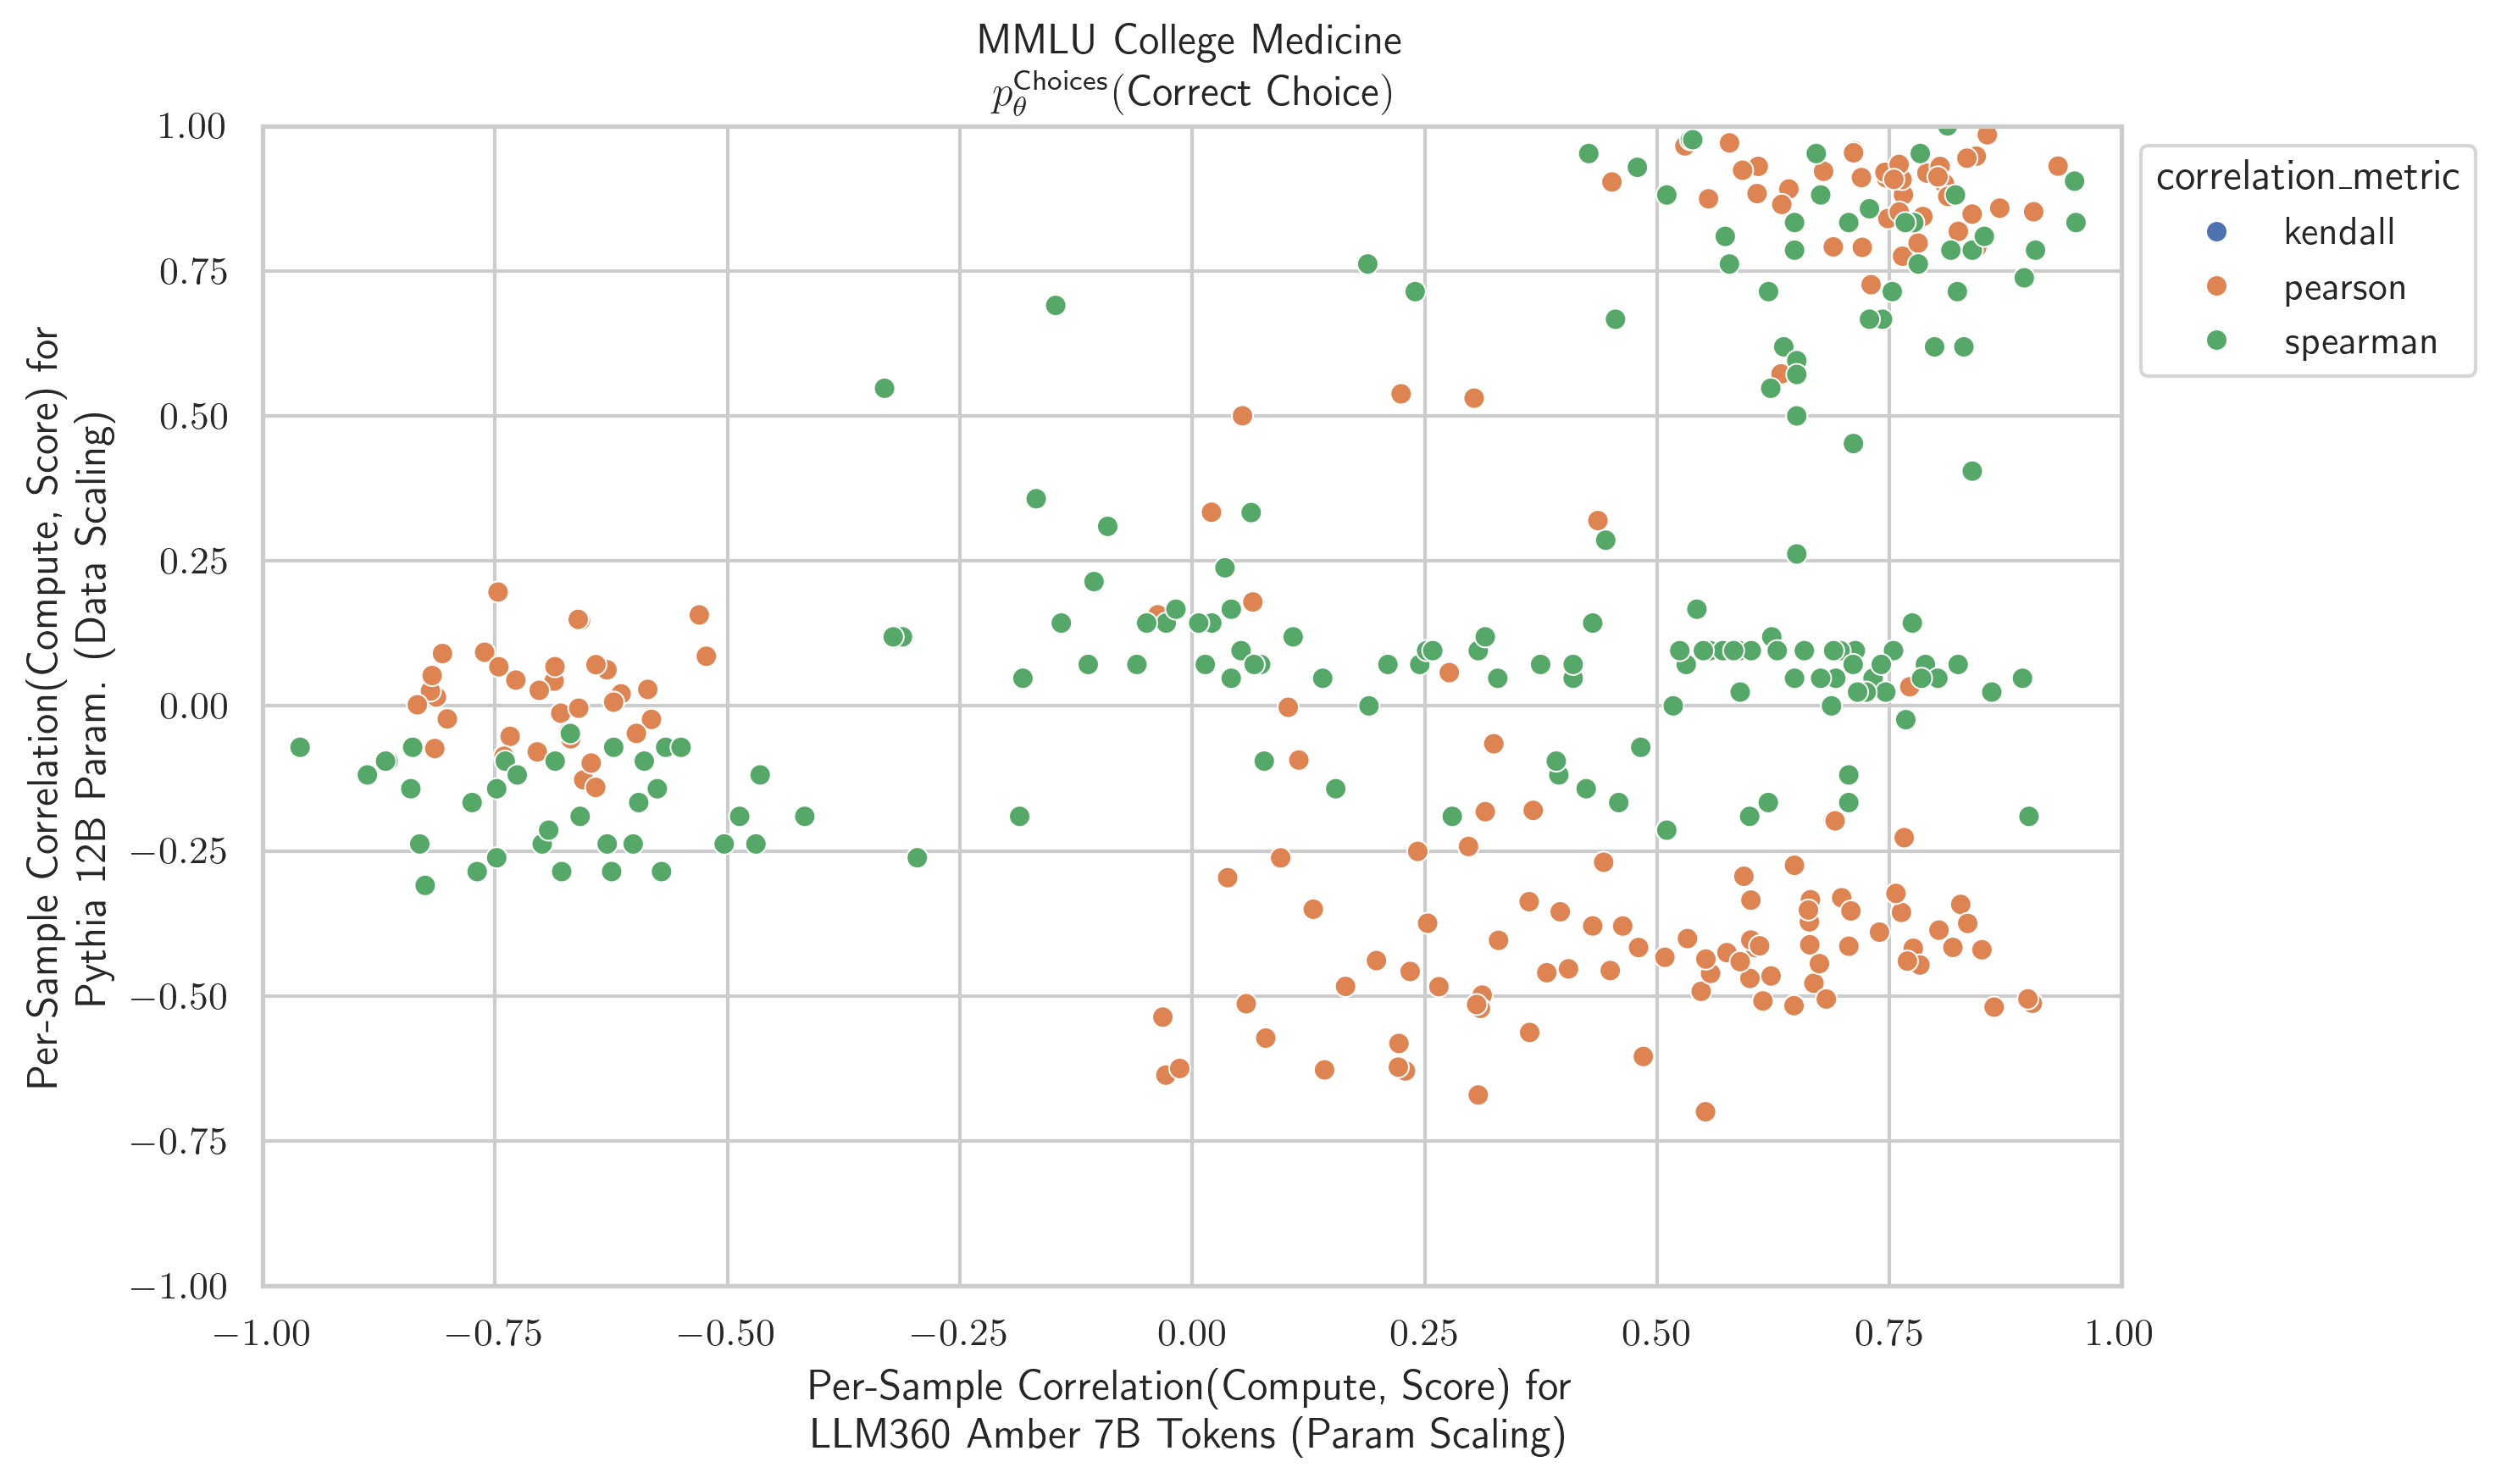 MMLU College Medicine
p_θ^Choices(Correct Choice)
1.00
0.75
0.50
0.25
0.00
−0.25
−0.50
−0.75
−1.00
Per-Sample Correlation(Compute, Score) for
Pythia 12B Param. (Data Scaling)
correlation_metric
kendall
pearson
spearman
−1.00 −0.75 −0.50 −0.25 0.00 0.25 0.50 0.75 1.00
Per-Sample Correlation(Compute, Score) for
LLM360 Amber 7B Tokens (Param Scaling)